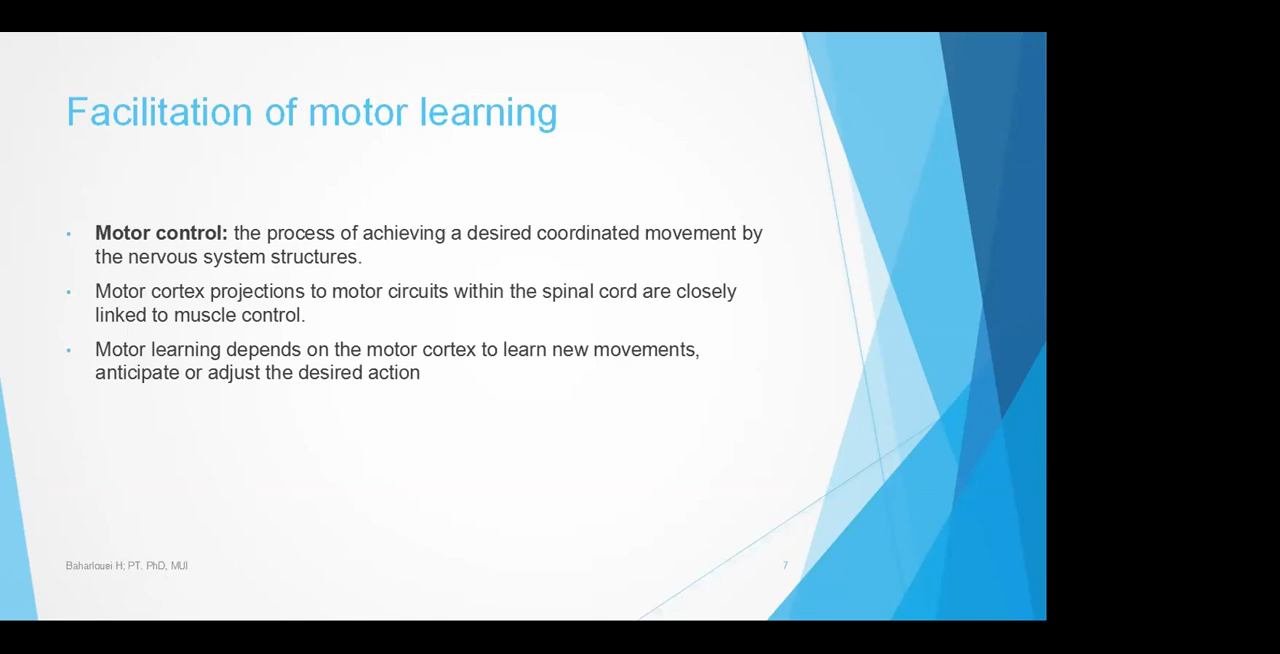 Facilitation of motor learning
• Motor control: the process of achieving a desired coordinated movement by
the nervous system structures.
• Motor cortex projections to motor circuits within the spinal cord are closely
linked to muscle control.
• Motor learning depends on the motor cortex to learn new movements,
anticipate or adjust the desired action
Baharlouei H; PT. PhD, MUI
7